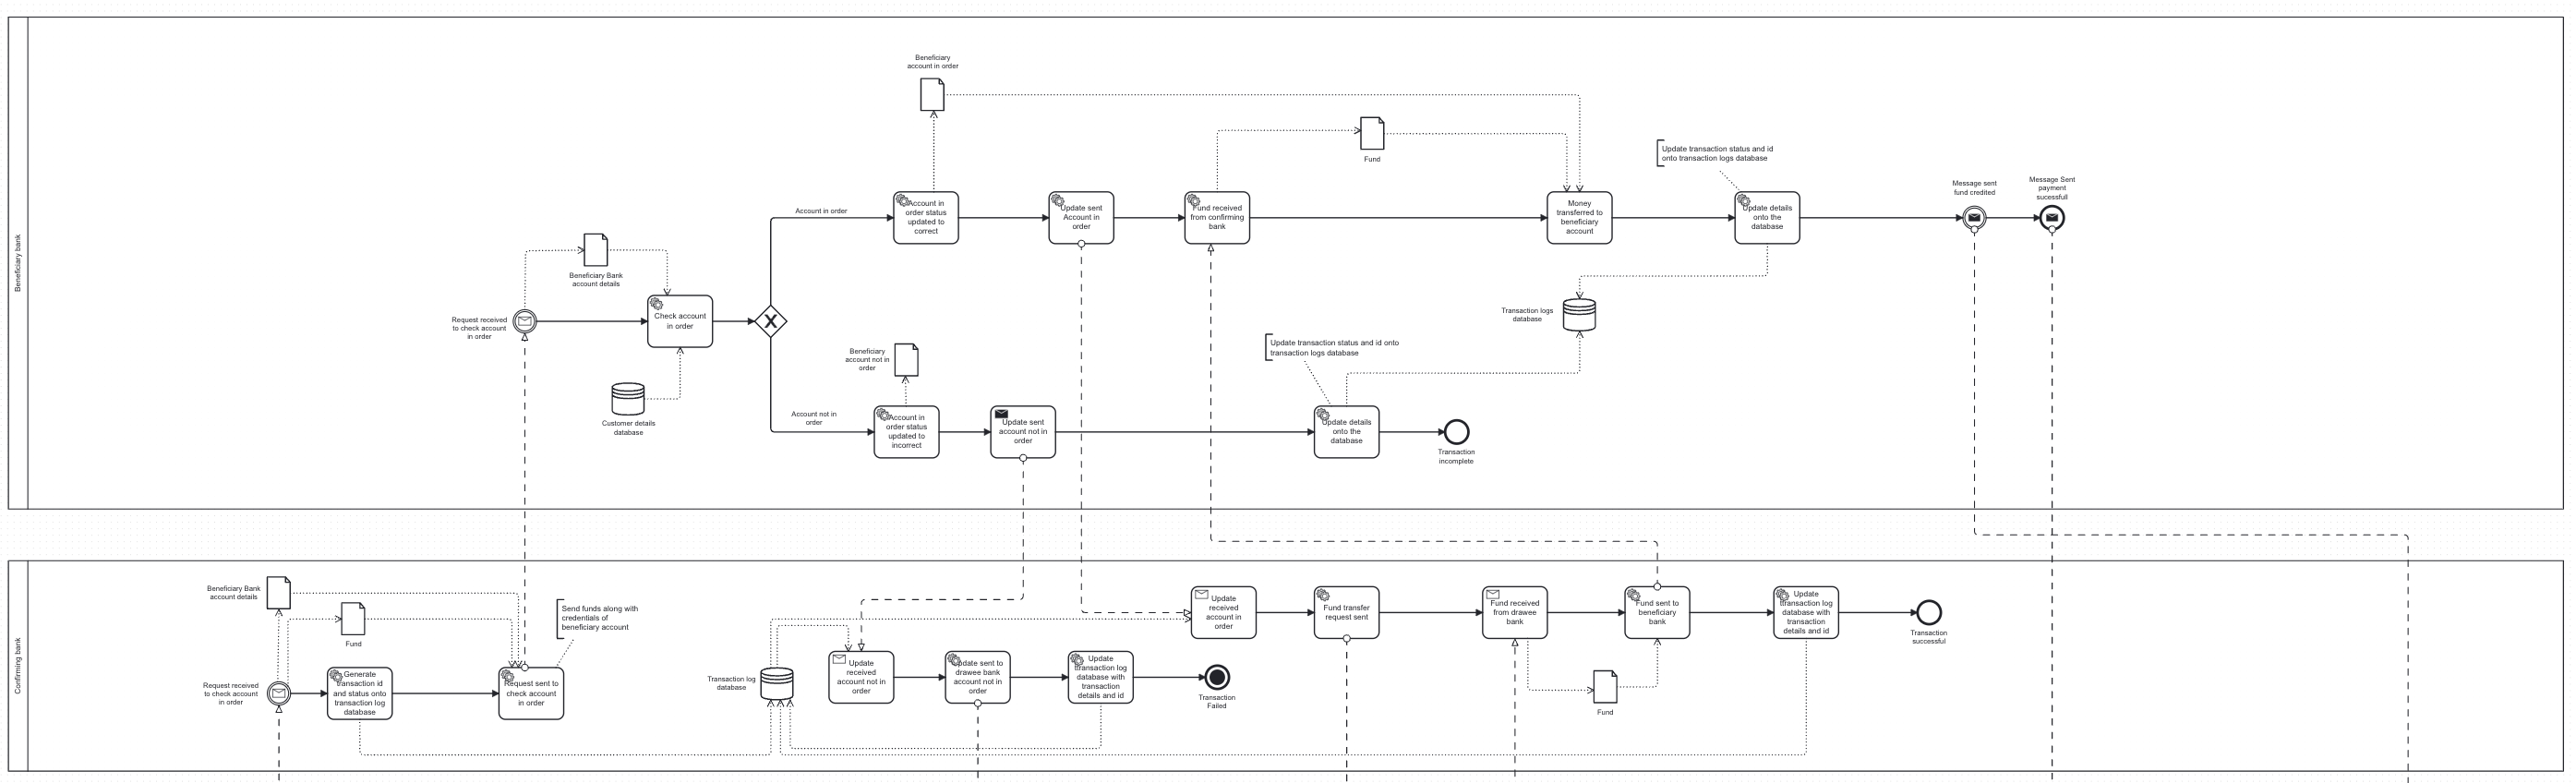 Beneficiary bank
Beneficiary
account in order
Fund
Update transaction status and id
onto transaction logs database
Message sent
fund credited
Message Sent
payment
sucessfull
Account in order
Account in
order status
updated to
correct
Update sent
Account in
order
Fund received
from confirming
bank
Money
transferred to
beneficiary
account
Update details
onto the
database
Beneficiary Bank
account details
Request received
to check account
in order
Check account
in order
Transaction logs
database
Update transaction status and id onto
transaction logs database
Beneficiary
account not in
order
Customer details
database
Account not in
order
Account in
order status
updated to
incorrect
Update sent
account not in
order
Update details
onto the
database
Transaction
incomplete
Confirming bank
Beneficiary Bank
account details
Fund
Send funds along with
credentials of
beneficiary account
Request received
to check account
in order
Generate
transaction id
and status onto
transaction log
database
Request sent to
check account
in order
Transaction log
database
Update
received
account not in
order
Update sent to
drawee bank
account not in
order
Update
ttransaction log
database with
transaction
details and id
Transaction
Failed
Update
received
account in
order
Fund transfer
request sent
Fund received
from drawee
bank
Fund sent to
beneficiary
bank
Update
ttransaction log
database with
transaction
details and id
Transaction
successful
Fund